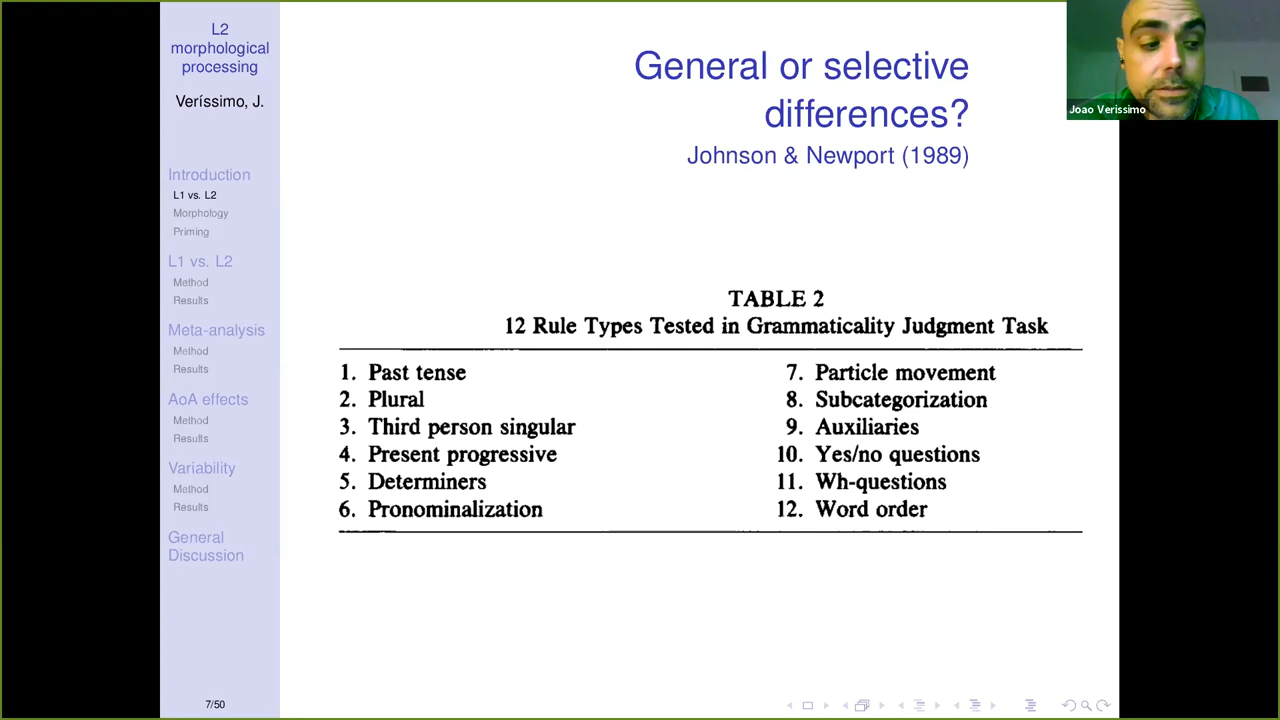 L2
morphological
processing
Veríssimo, J.
Introduction
L1 vs. L2
Morphology
Priming
L1 vs. L2
Method
Results
Meta-analysis
Method
Results
AoA effects
Method
Results
Variability
Method
Results
General
Discussion
7/50
General or selective
differences?
Johnson & Newport (1989)
TABLE 2
12 Rule Types Tested in Grammaticality Judgment Task
1. Past tense
2. Plural
3. Third person singular
4. Present progressive
5. Determiners
6. Pronominalization
7. Particle movement
8. Subcategorization
9. Auxiliaries
10. Yes/no questions
11. Wh-questions
12. Word order
Joao Verissimo